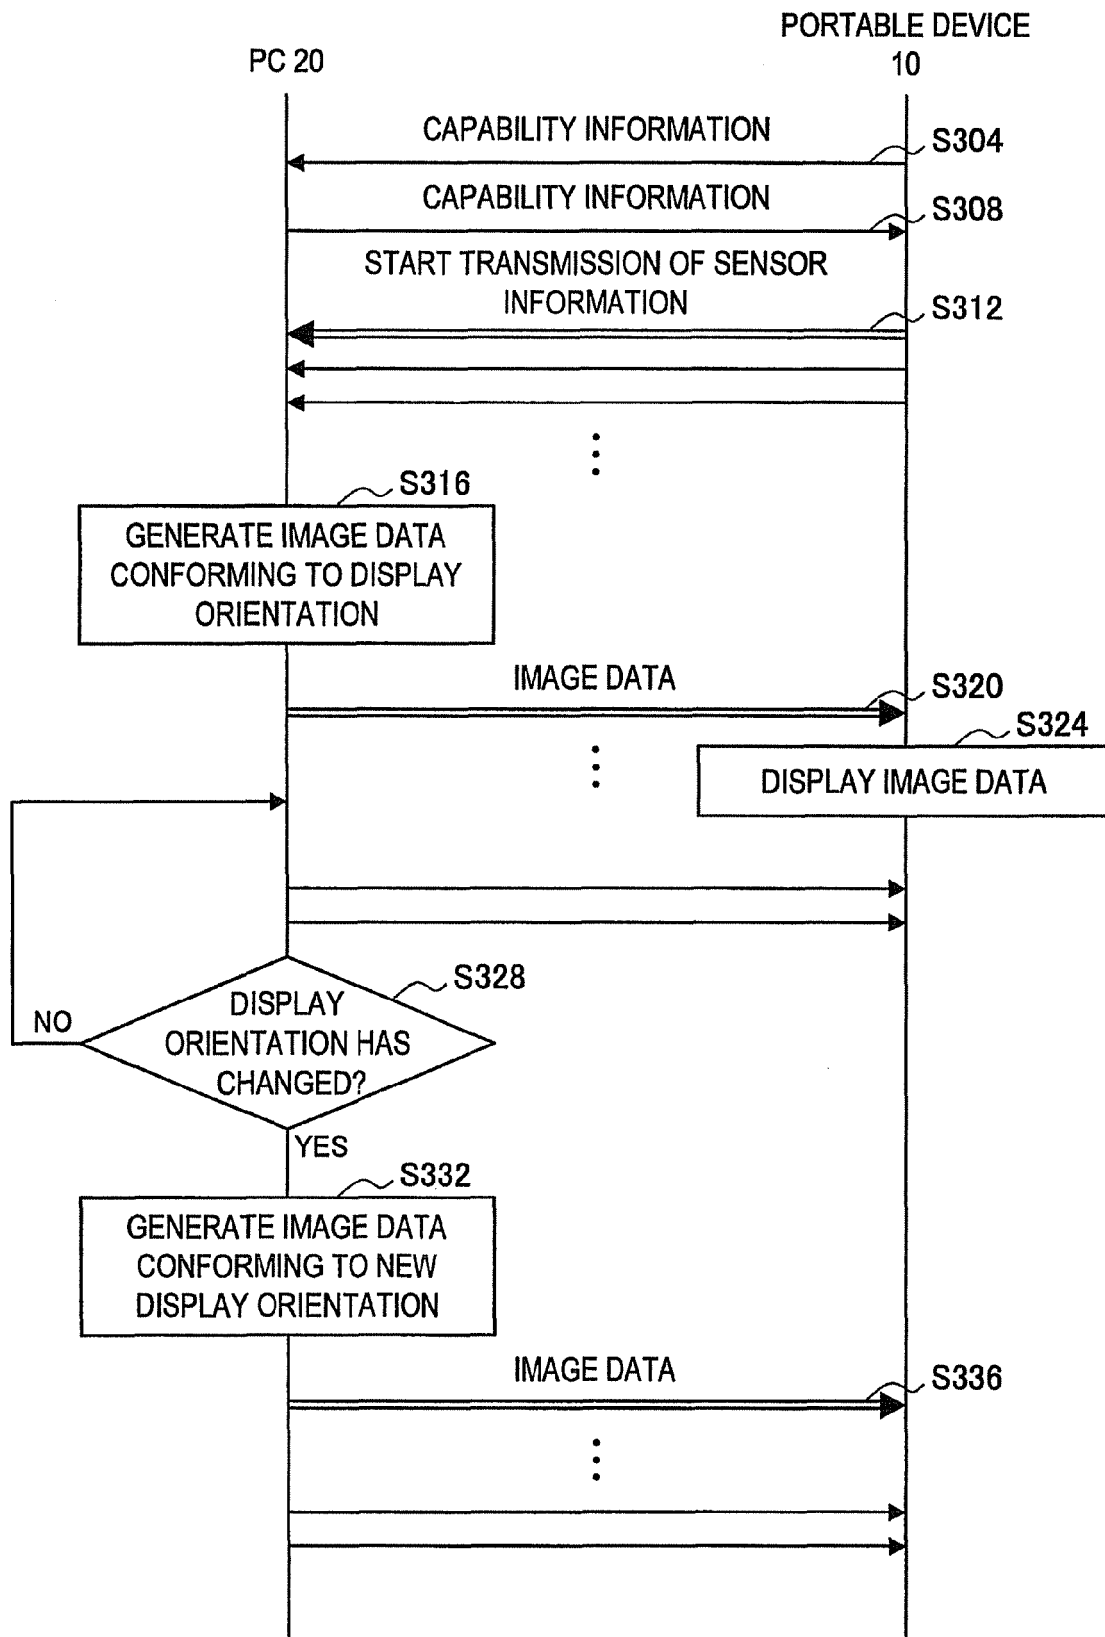 PORTABLE DEVICE
PC 20
10
CAPABILITY INFORMATION
S304
CAPABILITY INFORMATION
S308
START TRANSMISSION OF SENSOR
INFORMATION
S312
S316
GENERATE IMAGE DATA
CONFORMING TO DISPLAY
ORIENTATION
IMAGE DATA
S320
S324
DISPLAY IMAGE DATA
S328
DISPLAY
ORIENTATION HAS
CHANGED?
NO
YES
S332
GENERATE IMAGE DATA
CONFORMING TO NEW
DISPLAY ORIENTATION
IMAGE DATA
S336